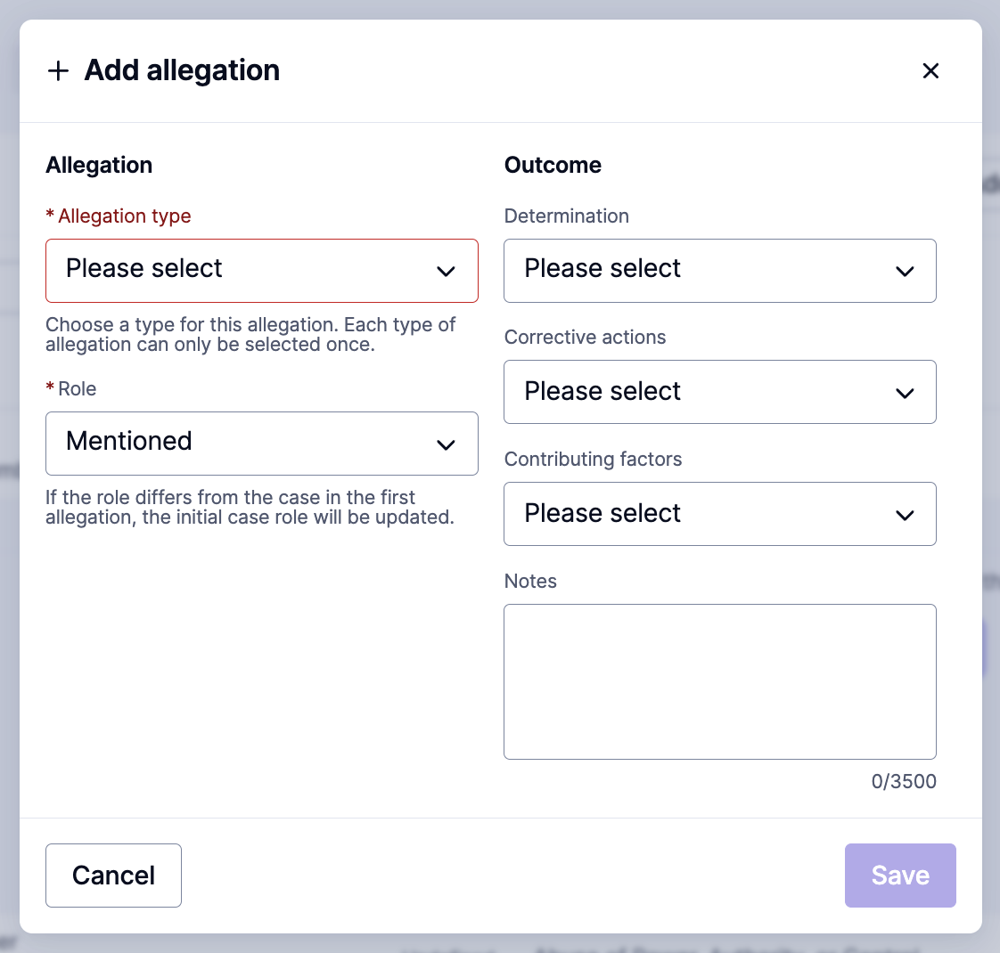 Add allegation
Allegation
* Allegation type
Please select
Choose a type for this allegation. Each type of
allegation can only be selected once.
* Role
Mentioned
If the role differs from the case in the first
allegation, the initial case role will be updated.
Outcome
Determination
Please select
Corrective actions
Please select
Contributing factors
Please select
Notes
0/3500
Cancel
Save